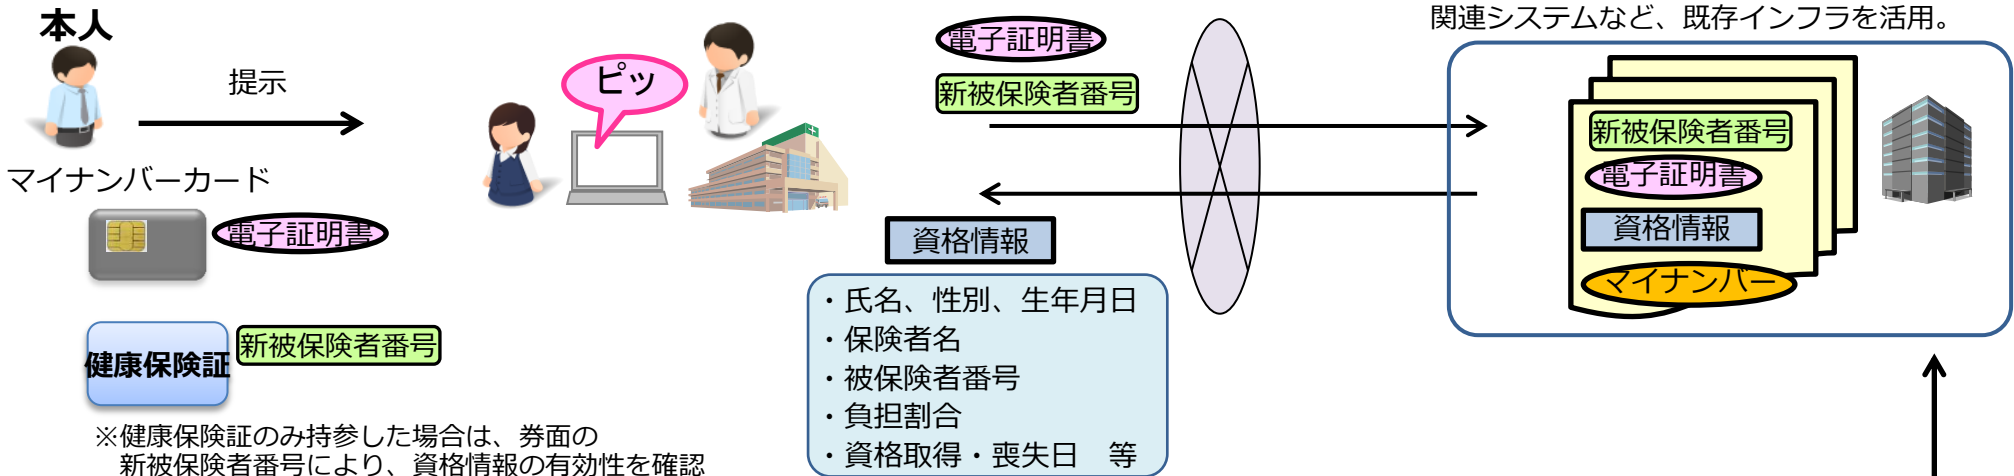 本人
提示
マイナンバーカード
電子証明書
健康保険証
新被保険者番号
※健康保険証のみ持参した場合は、券面の
新被保険者番号により、資格情報の有効性を確認
ピッ
電子証明書
新被保険者番号
資格情報
・氏名、性別、生年月日
・保険者名
・被保険者番号
・負担割合
・資格取得・喪失日　等
関連システムなど、既存インフラを活用。
新被保険者番号
電子証明書
資格情報
マイナンバー